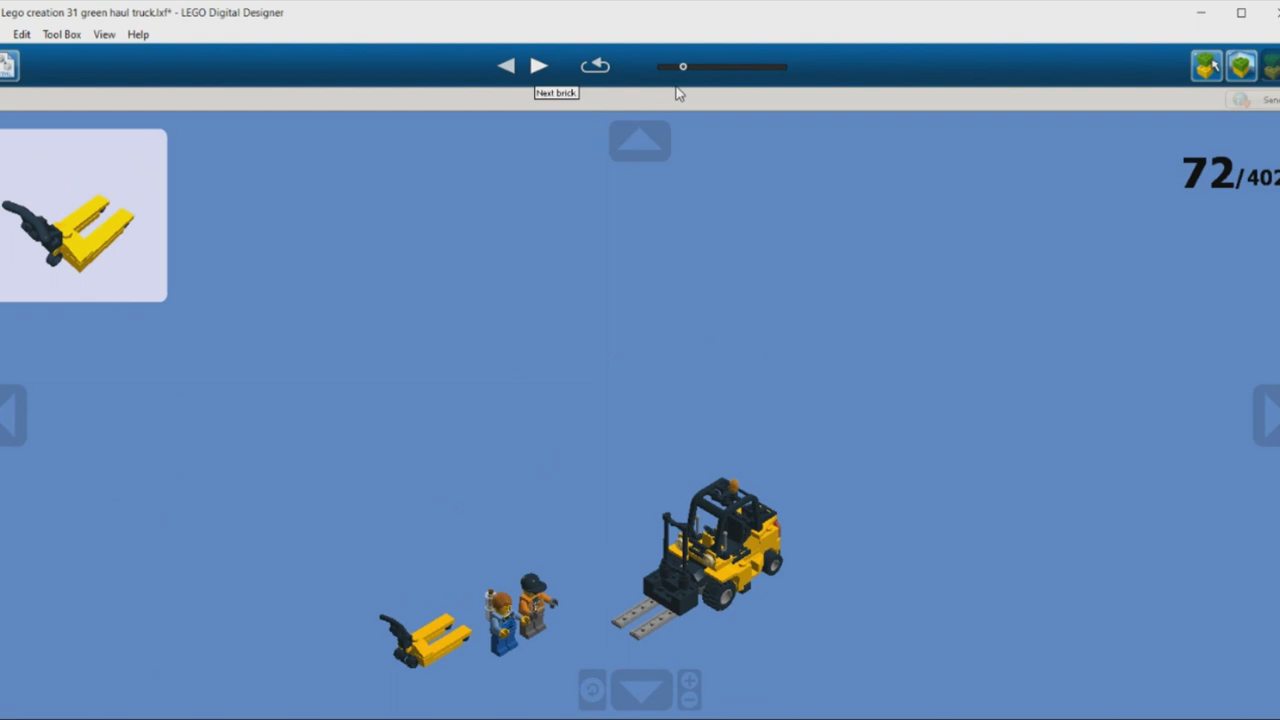 Lego creation 31 green haul truck.lxf* - LEGO Digital Designer
Edit Tool Box View Help
Next brick
72/402